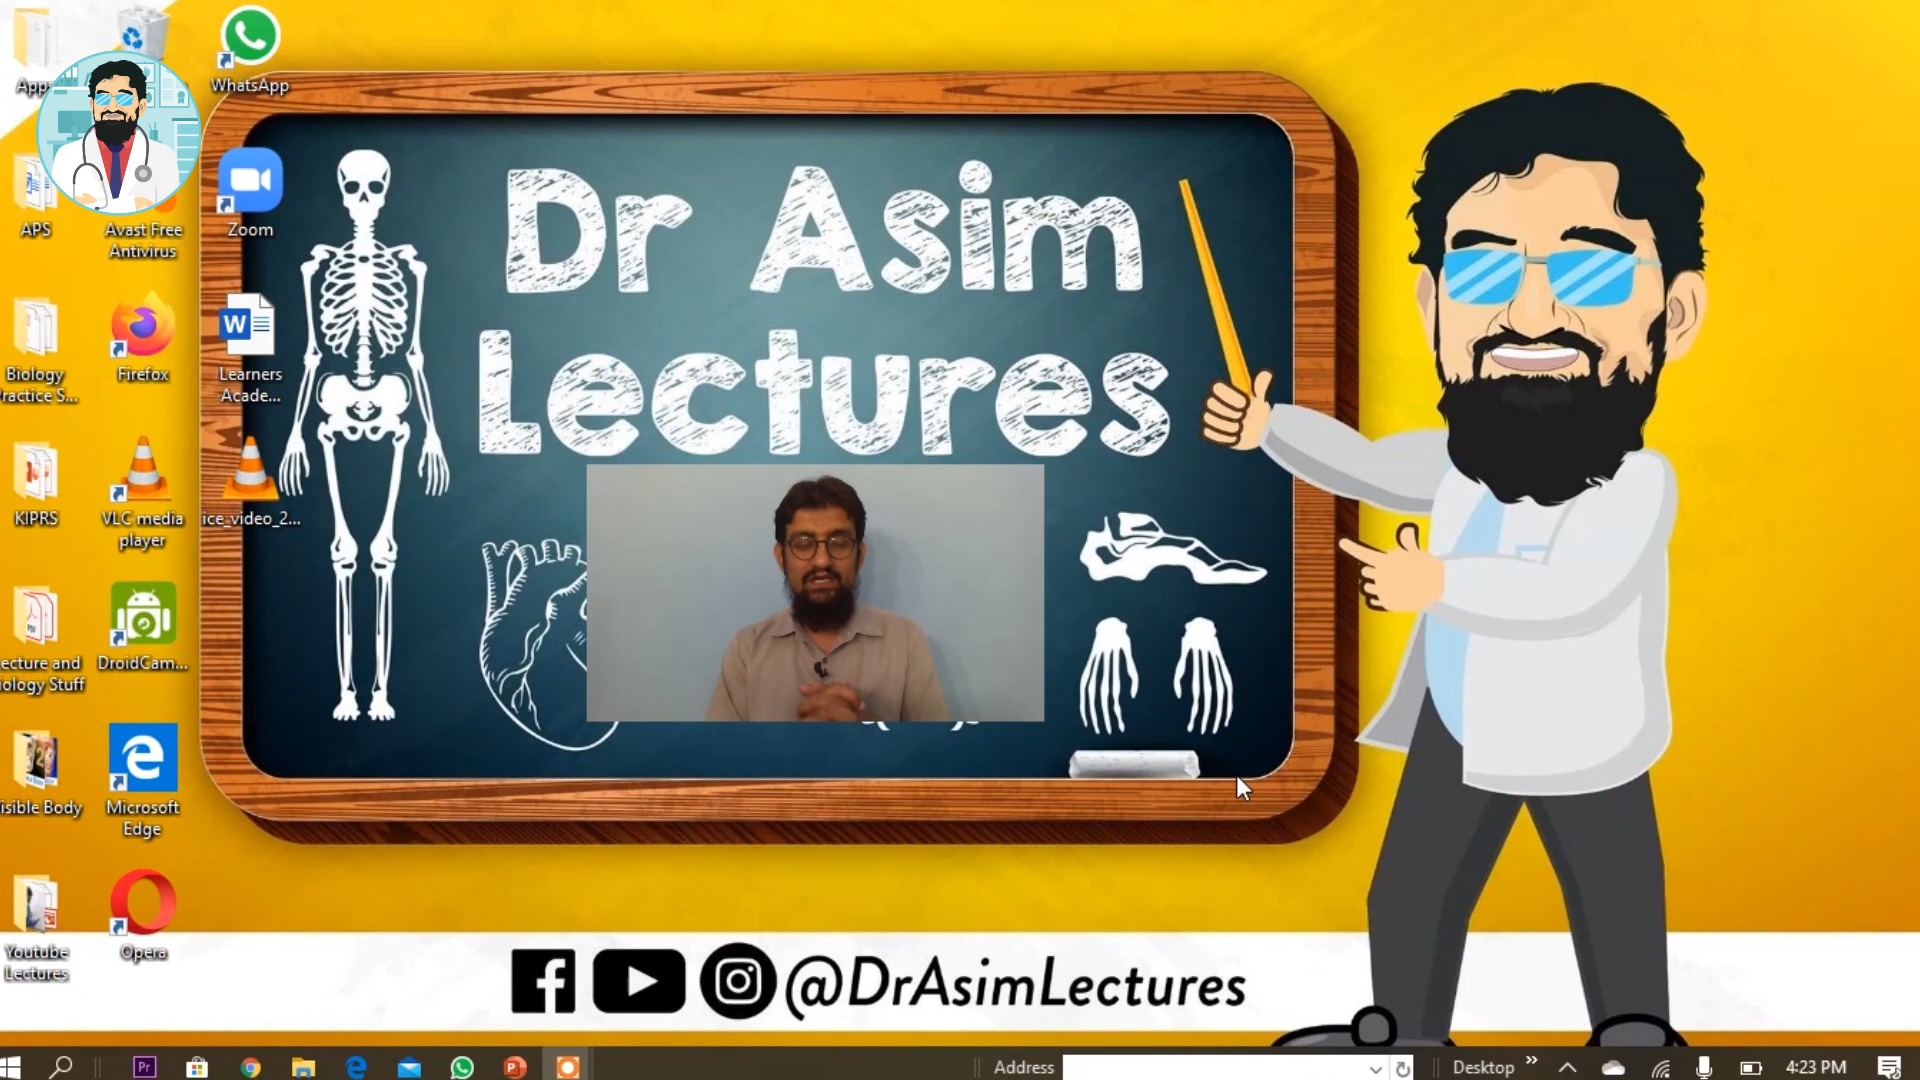 Apps
WhatsApp
APS
Avast Free
Antivirus
Zoom
Biology
ractice S...
Firefox
Learners
Acade...
KIPRS
VLC media
player
ice_video_2...
ecture and
iology Stuff
DroidCam...
isible Body
Microsoft
Edge
Youtube
Lectures
Opera
Dr Asim
Lectures
@DrAsimLectures
Pr
Address
Desktop
4:23 PM